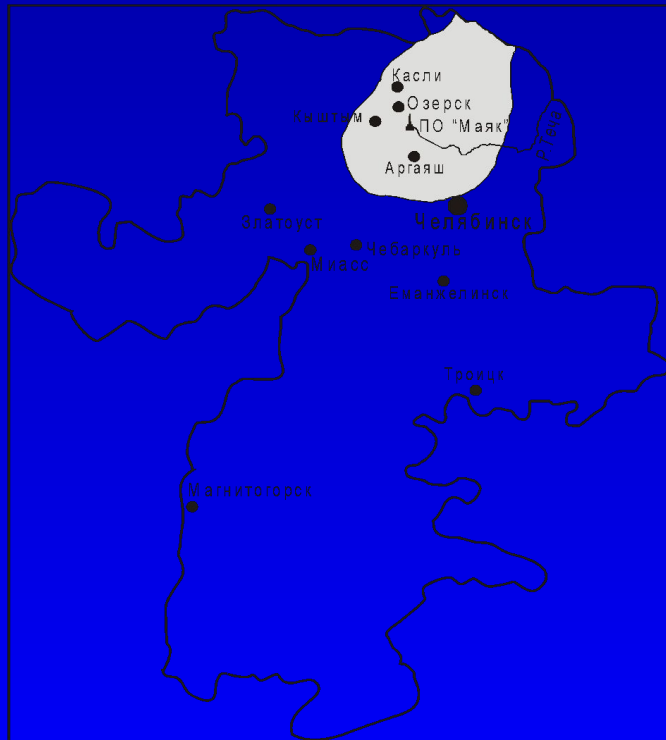 Касли
Озерск
Кыштым
ПО "Маяк"
р.Теча
Аргаяш
Златоуст
Челябинск
Чебаркуль
Миасс
Еманжелинск
Троицк
Магнитогорск